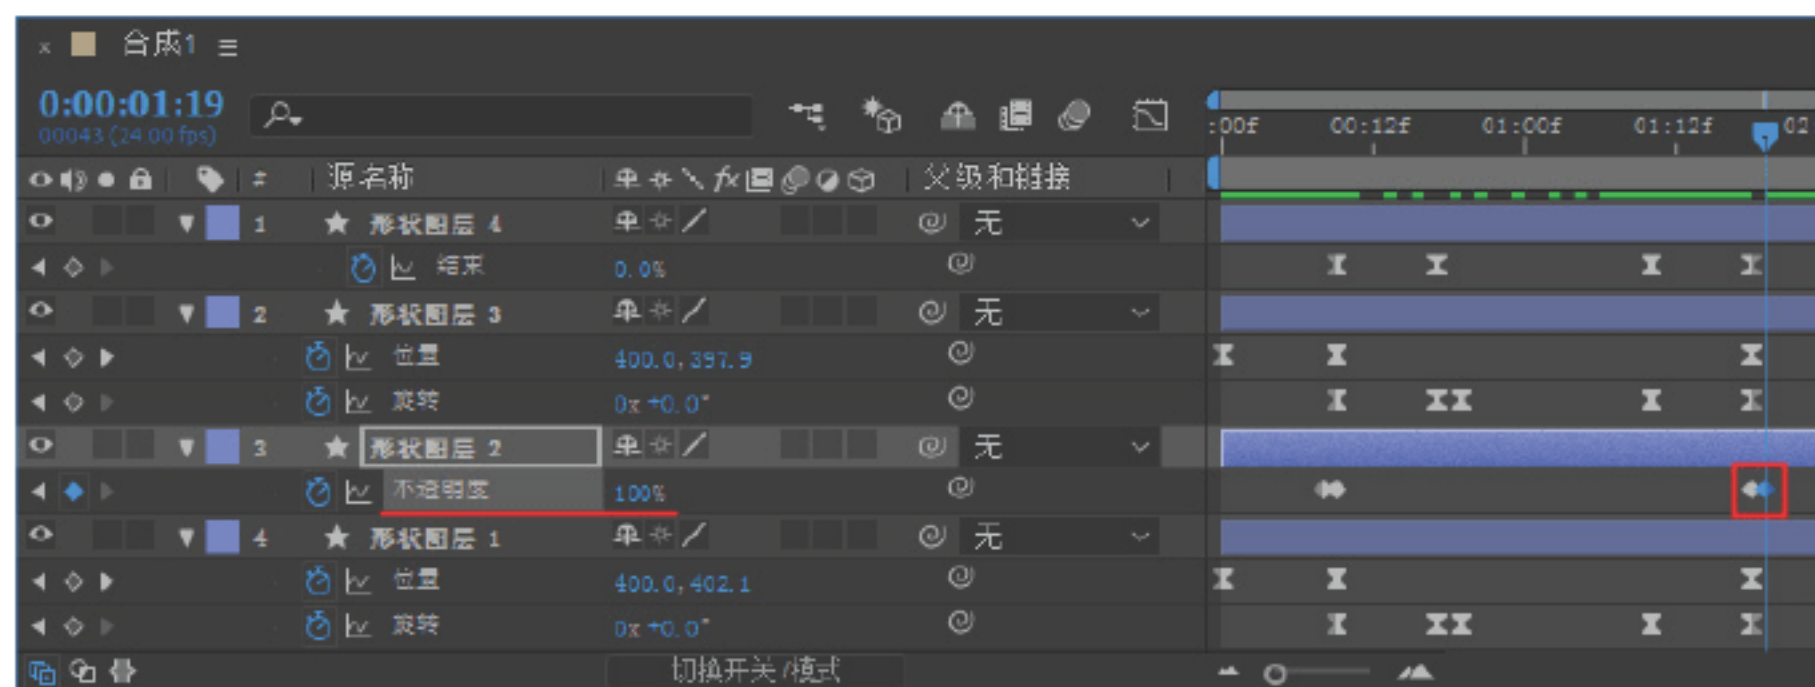 合成1
0:00:01:19
00043 (24.00 fps)
:00f 00:12f 01:00f 01:12f 02
# 源名称 fx 父级和链接
1 形状图层 4 无
结束 0.0%
2 形状图层 3 无
位置 400.0,397.9
旋转 0x+0.0°
3 形状图层 2 无
不透明度 100%
4 形状图层 1 无
位置 400.0,402.1
旋转 0x+0.0°
切换开关/模式